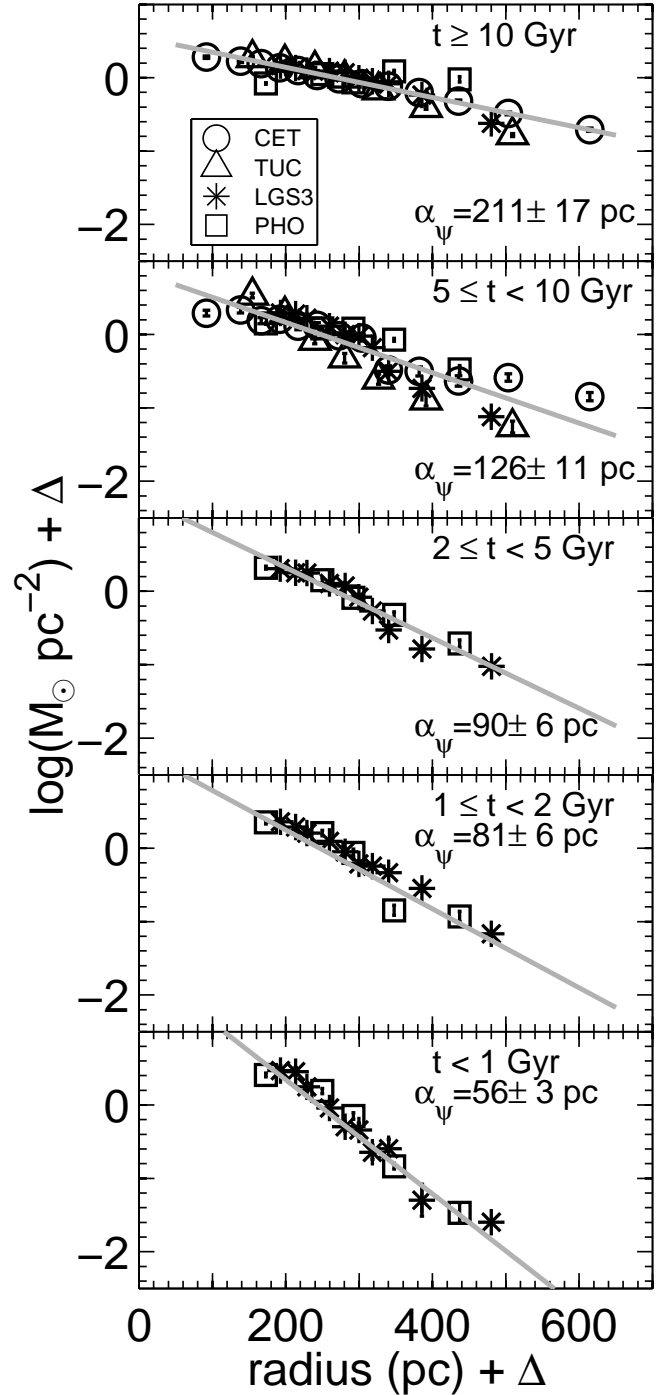 t ≥ 10 Gyr
0
CET
TUC
LGS3
PHO
−2
α_ψ=211± 17 pc
5 ≤ t < 10 Gyr
0
−2
α_ψ=126± 11 pc
2 ≤ t < 5 Gyr
0
−2
α_ψ=90± 6 pc
1 ≤ t < 2 Gyr
0
α_ψ=81± 6 pc
−2
t < 1 Gyr
0
α_ψ=56± 3 pc
−2
0 200 400 600
radius (pc) + Δ
log(M☉ pc⁻²) + Δ